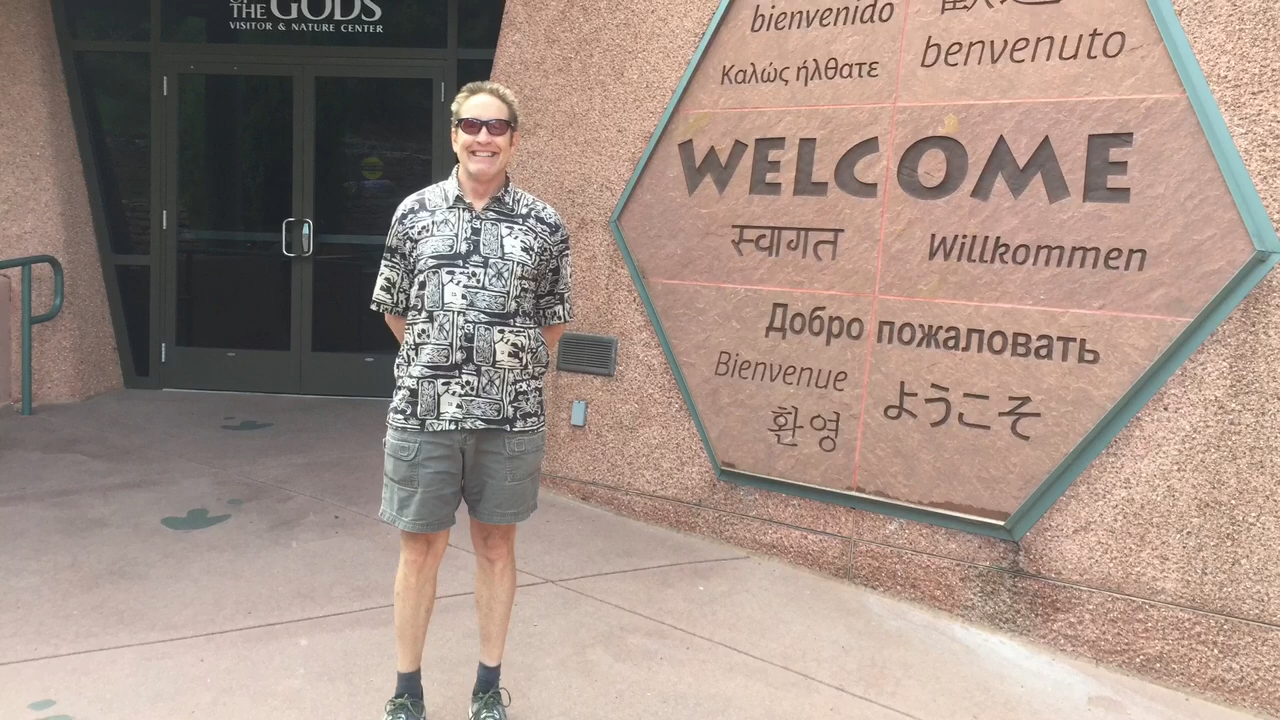 THE GODS
VISITOR & NATURE CENTER
bienvenido
benvenuto
Καλώς ήλθατε
WELCOME
स्वागत
Willkommen
Добро пожаловать
Bienvenue
ようこそ
환영